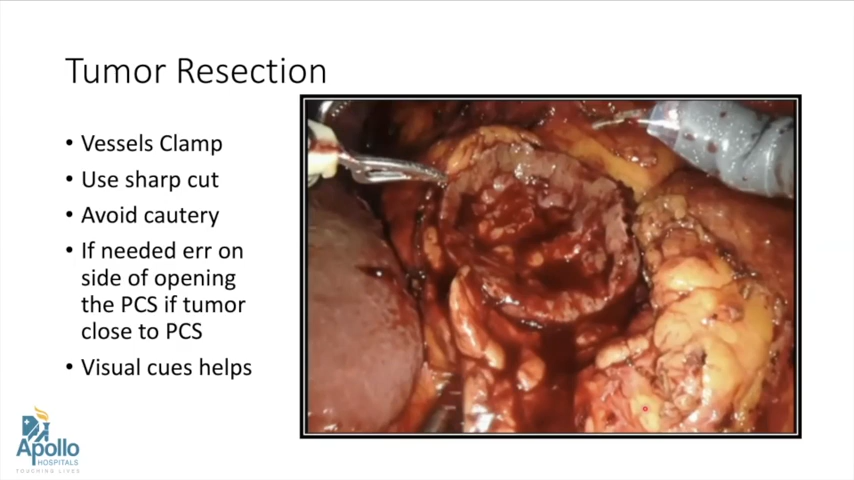 Tumor Resection
• Vessels Clamp
• Use sharp cut
• Avoid cautery
• If needed err on
side of opening
the PCS if tumor
close to PCS
• Visual cues helps
Apollo
HOSPITALS
TOUCHING LIVES